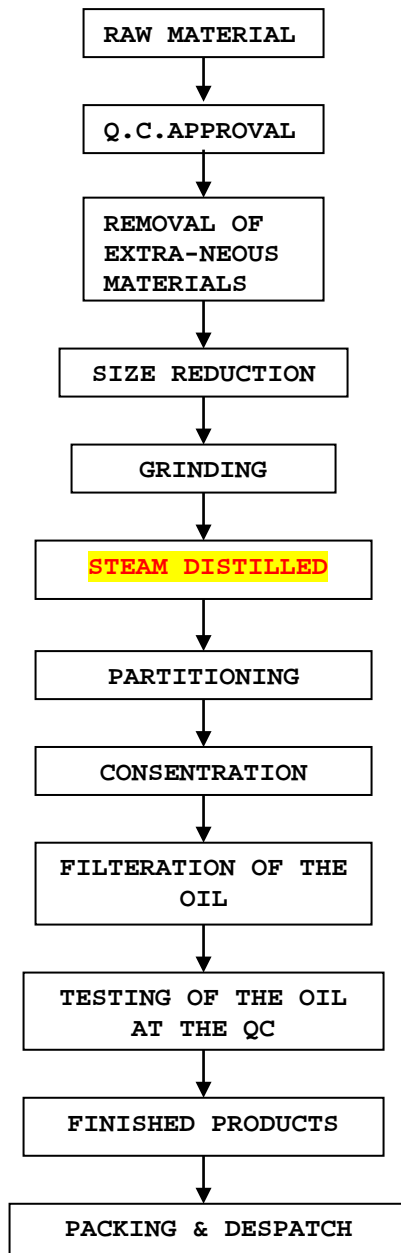 RAW MATERIAL
Q.C.APPROVAL
REMOVAL OF
EXTRA-NEOUS
MATERIALS
SIZE REDUCTION
GRINDING
STEAM DISTILLED
PARTITIONING
CONSENTRATION
FILTERATION OF THE
OIL
TESTING OF THE OIL
AT THE QC
FINISHED PRODUCTS
PACKING & DESPATCH